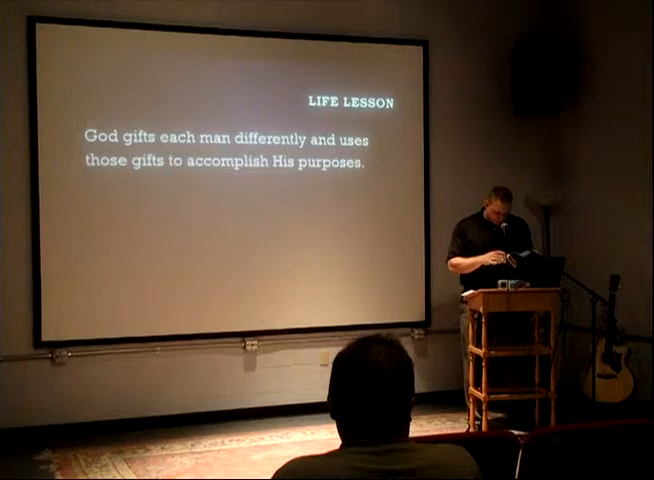 LIFE LESSON
God gifts each man differently and uses
those gifts to accomplish His purposes.